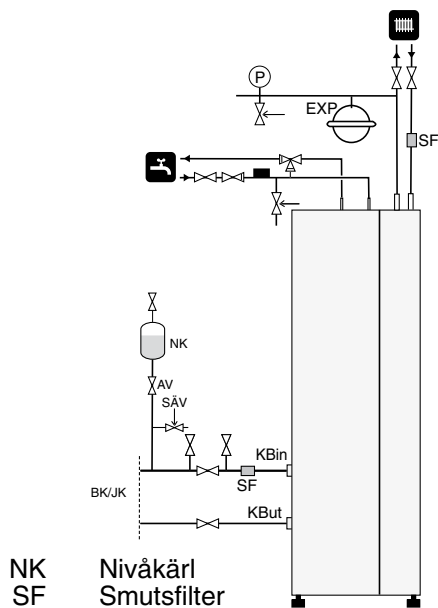 P
EXP
SF
NK
AV
SÄV
KBin
SF
BK/JK
KBut
NK Nivåkärl
SF Smutsfilter